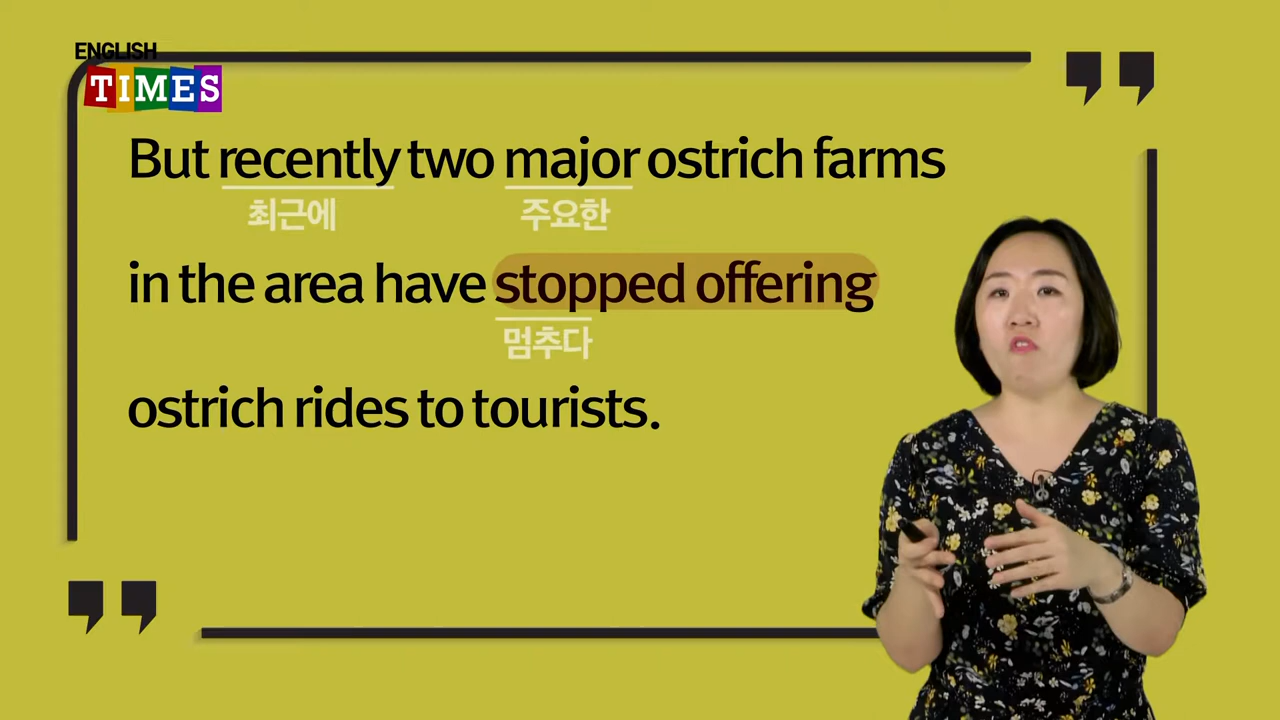 ENGLISH
TIMES
But recently two major ostrich farms
최근에 주요한
in the area have stopped offering
멈추다
ostrich rides to tourists.